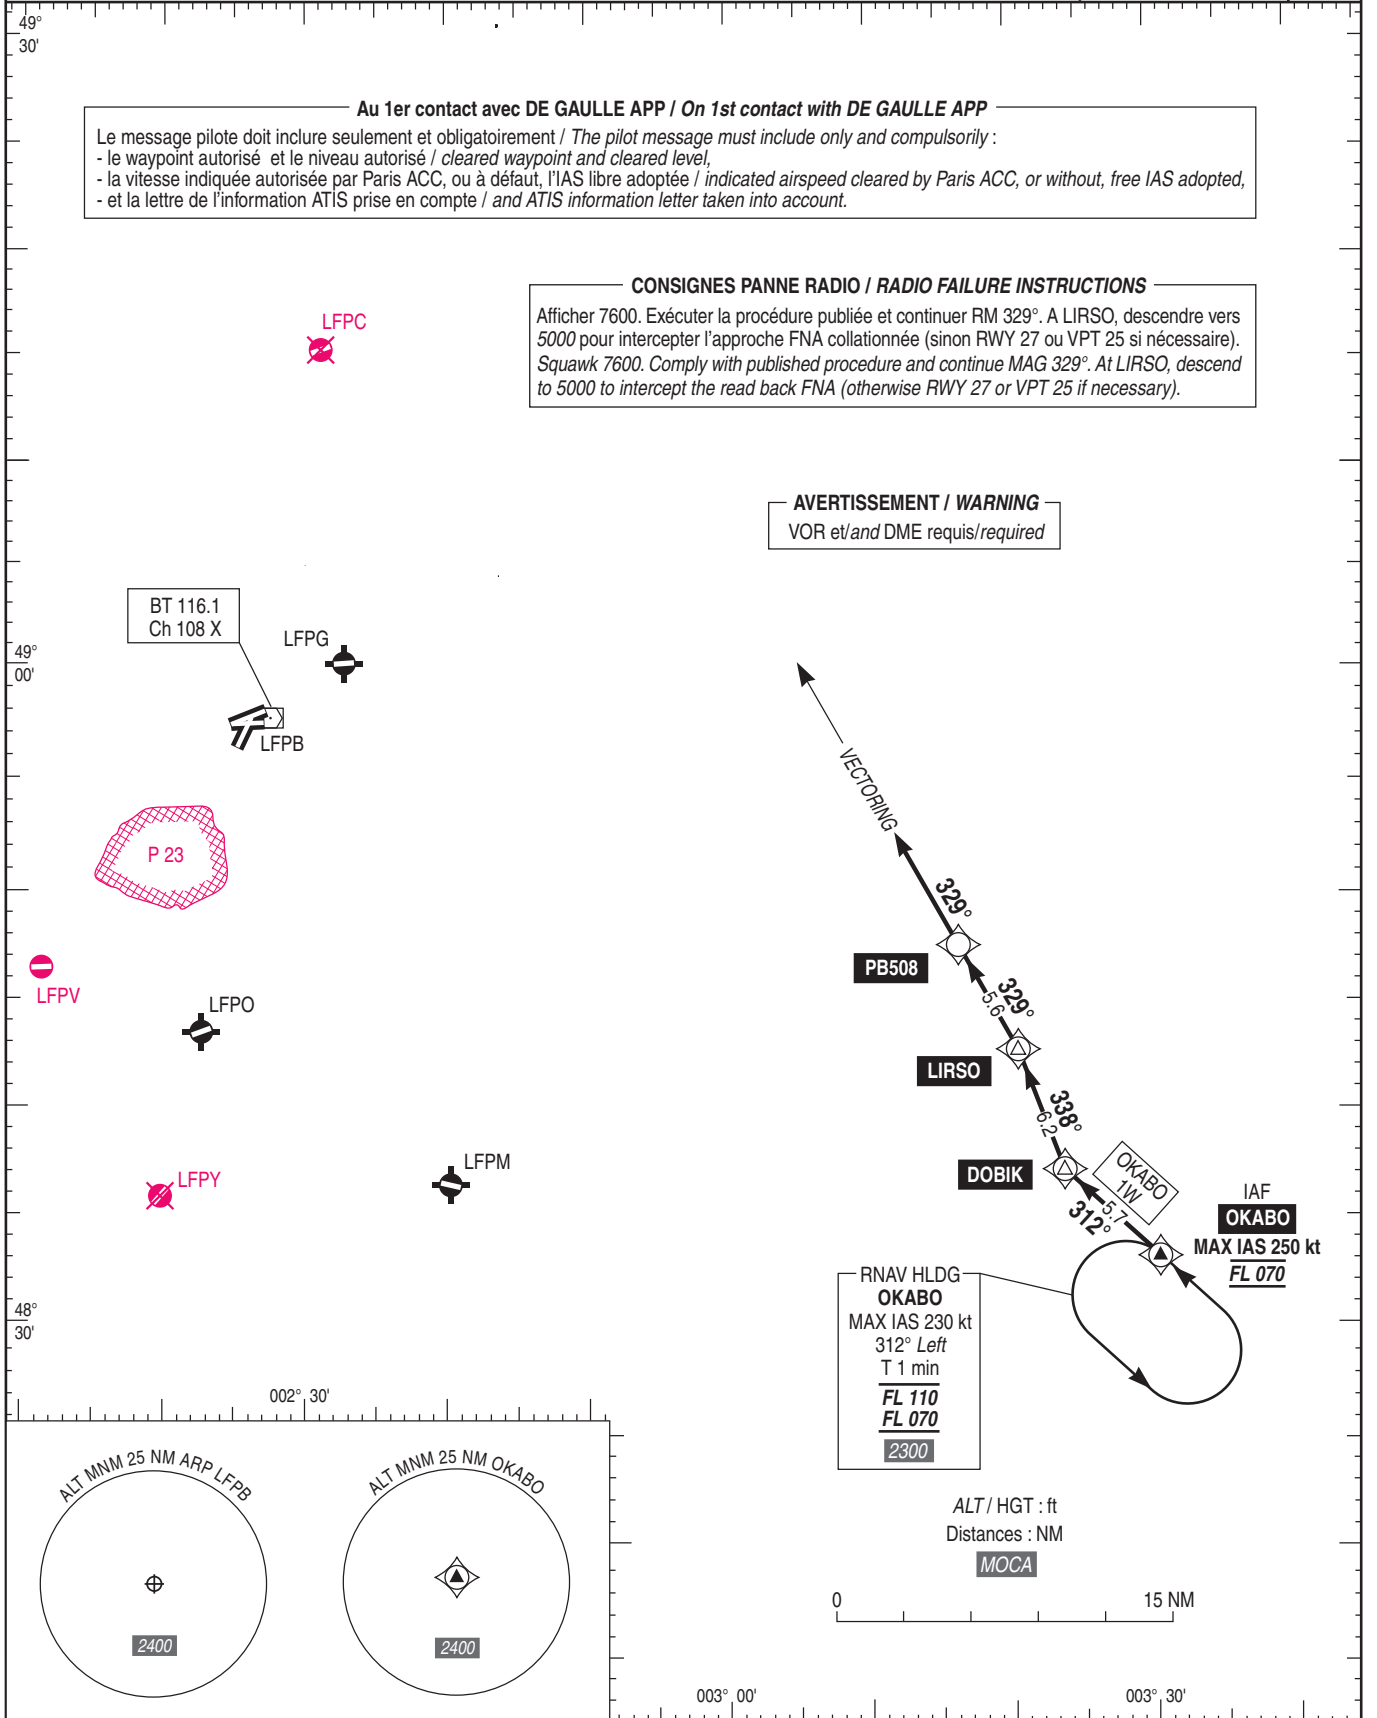 49°
30'
Au 1er contact avec DE GAULLE APP / On 1st contact with DE GAULLE APP
Le message pilote doit inclure seulement et obligatoirement / The pilot message must include only and compulsorily :
- le waypoint autorisé et le niveau autorisé / cleared waypoint and cleared level,
- la vitesse indiquée autorisée par Paris ACC, ou à défaut, l'IAS libre adoptée / indicated airspeed cleared by Paris ACC, or without, free IAS adopted,
- et la lettre de l'information ATIS prise en compte / and ATIS information letter taken into account.
CONSIGNES PANNE RADIO / RADIO FAILURE INSTRUCTIONS
Afficher 7600. Exécuter la procédure publiée et continuer RM 329°. A LIRSO, descendre vers
5000 pour intercepter l'approche FNA collationnée (sinon RWY 27 ou VPT 25 si nécessaire).
Squawk 7600. Comply with published procedure and continue MAG 329°. At LIRSO, descend
to 5000 to intercept the read back FNA (otherwise RWY 27 or VPT 25 if necessary).
LFPC
AVERTISSEMENT / WARNING
VOR et/and DME requis/required
BT 116.1
Ch 108 X
LFPG
49°
00'
LFPB
VECTORING
P 23
329°
PB508
LFPV
LFPO
329°
5.6
LIRSO
338°
6.2
LFPM
LFPY
DOBIK
OKABO
1W
5.7
312°
IAF
OKABO
MAX IAS 250 kt
FL 070
RNAV HLDG
OKABO
MAX IAS 230 kt
312° Left
T 1 min
FL 110
FL 070
2300
48°
30'
002° 30'
ALT MNM 25 NM ARP LFPB
2400
ALT MNM 25 NM OKABO
2400
ALT / HGT : ft
Distances : NM
MOCA
0 15 NM
003° 00'
003° 30'